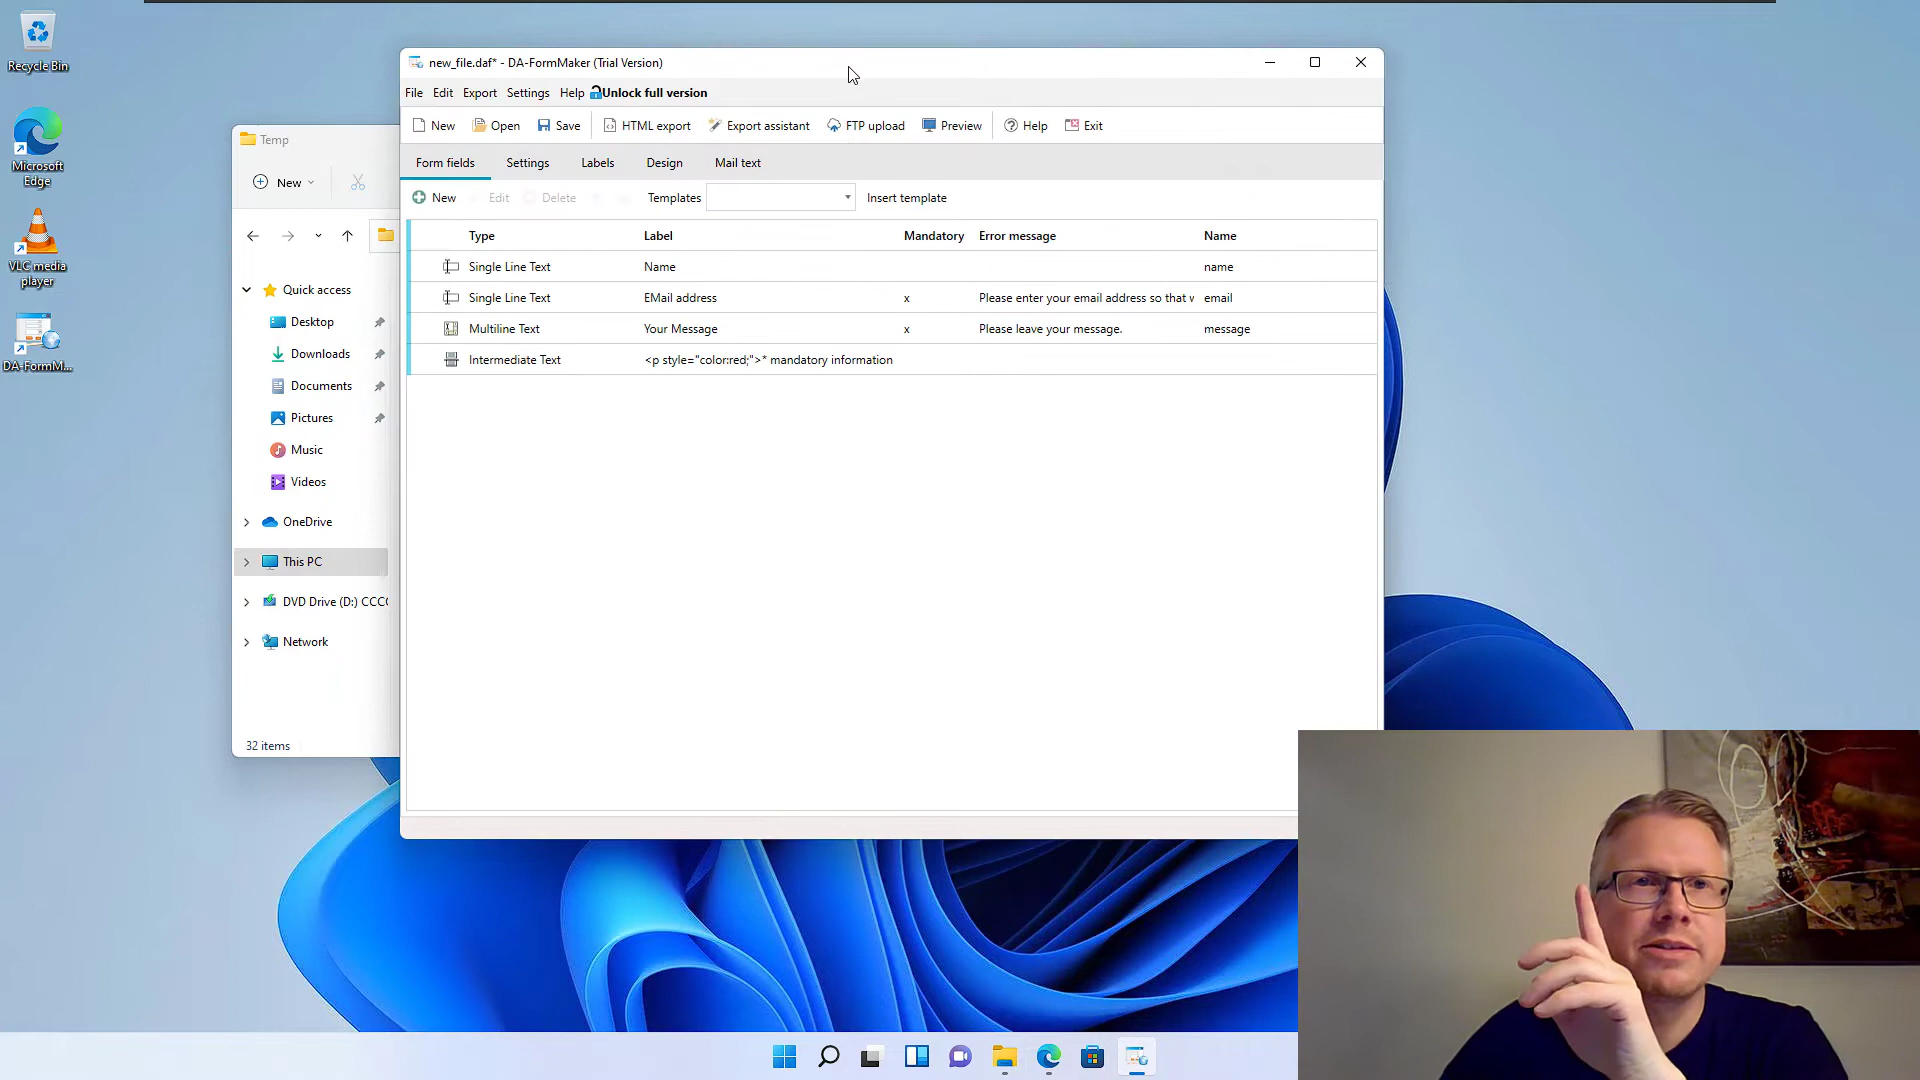 Recycle Bin
Microsoft
Edge
VLC media
player
DA-FormM...
Temp
New
Quick access
Desktop
Downloads
Documents
Pictures
Music
Videos
OneDrive
This PC
DVD Drive (D:) CCC
Network
32 items
new_file.daf* - DA-FormMaker (Trial Version)
File Edit Export Settings Help Unlock full version
New Open Save HTML export Export assistant FTP upload Preview Help Exit
Form fields Settings Labels Design Mail text
New Edit Delete Templates Insert template
Type Label Mandatory Error message Name
Single Line Text Name name
Single Line Text EMail address x Please enter your email address so that email
Multiline Text Your Message x Please leave your message. message
Intermediate Text <p style="color:red;">* mandatory information